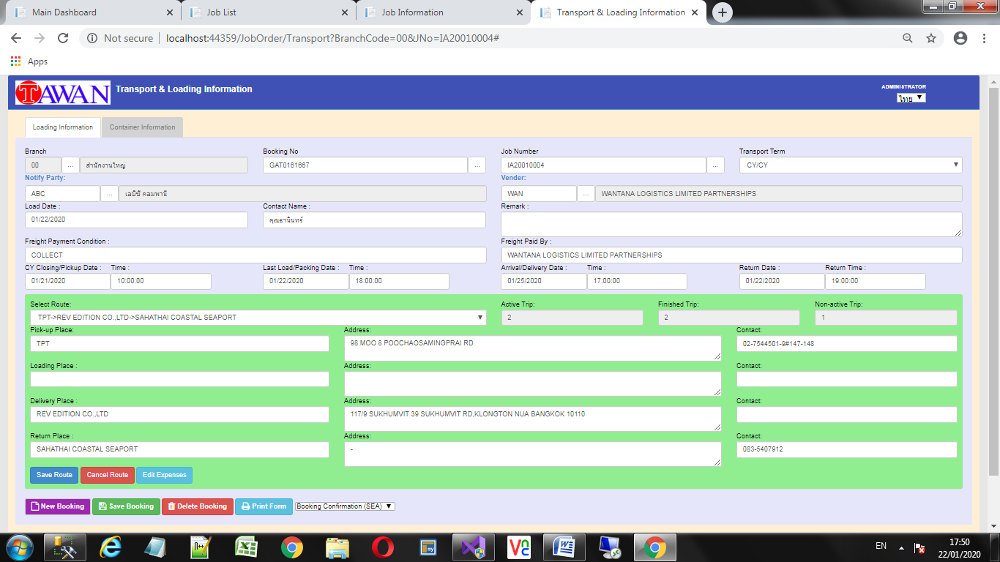 Main Dashboard
Job List
Job Information
Transport & Loading Information
Not secure
localhost:44359/JobOrder/Transport?BranchCode=00&JNo=IA20010004#
Apps
TAWAN
Transport & Loading Information
ADMINISTRATOR
ไทย
Loading Information
Container Information
Branch
Booking No
Job Number
Transport Term
00
...
สำนักงานใหญ่
GAT0161667
...
IA20010004
...
CY/CY
Notify Party:
Vender:
ABC
...
เอบีซี คอมพานี
WAN
...
WANTANA LOGISTICS LIMITED PARTNERSHIPS
Load Date :
Contact Name :
Remark :
01/22/2020
คุณธานินทร์
Freight Payment Condition :
Freight Paid By :
COLLECT
WANTANA LOGISTICS LIMITED PARTNERSHIPS
CY Closing/Pickup Date :
Time :
Last Load/Packing Date :
Time :
Arrival/Delivery Date :
Time :
Return Date :
Return Time :
01/21/2020
10:00:00
01/22/2020
18:00:00
01/25/2020
17:00:00
01/22/2020
19:00:00
Select Route:
Active Trip:
Finished Trip:
Non-active Trip:
TPT->REV EDITION CO.,LTD->SAHATHAI COASTAL SEAPORT
2
2
1
Pick-up Place:
Address:
Contact:
TPT
98 MOO 8 POOCHAOSAMINGPRAI RD
02-7544501-9#147-148
Loading Place :
Address:
Contact:
Delivery Place :
Address:
Contact:
REV EDITION CO.,LTD
117/9 SUKHUMVIT 39 SUKHUMVIT RD,KLONGTON NUA BANGKOK 10110
Return Place :
Address:
Contact:
SAHATHAI COASTAL SEAPORT
-
083-5407912
Save Route
Cancel Route
Edit Expenses
New Booking
Save Booking
Delete Booking
Print Form
Booking Confirmation (SEA)
EN
17:50
22/01/2020